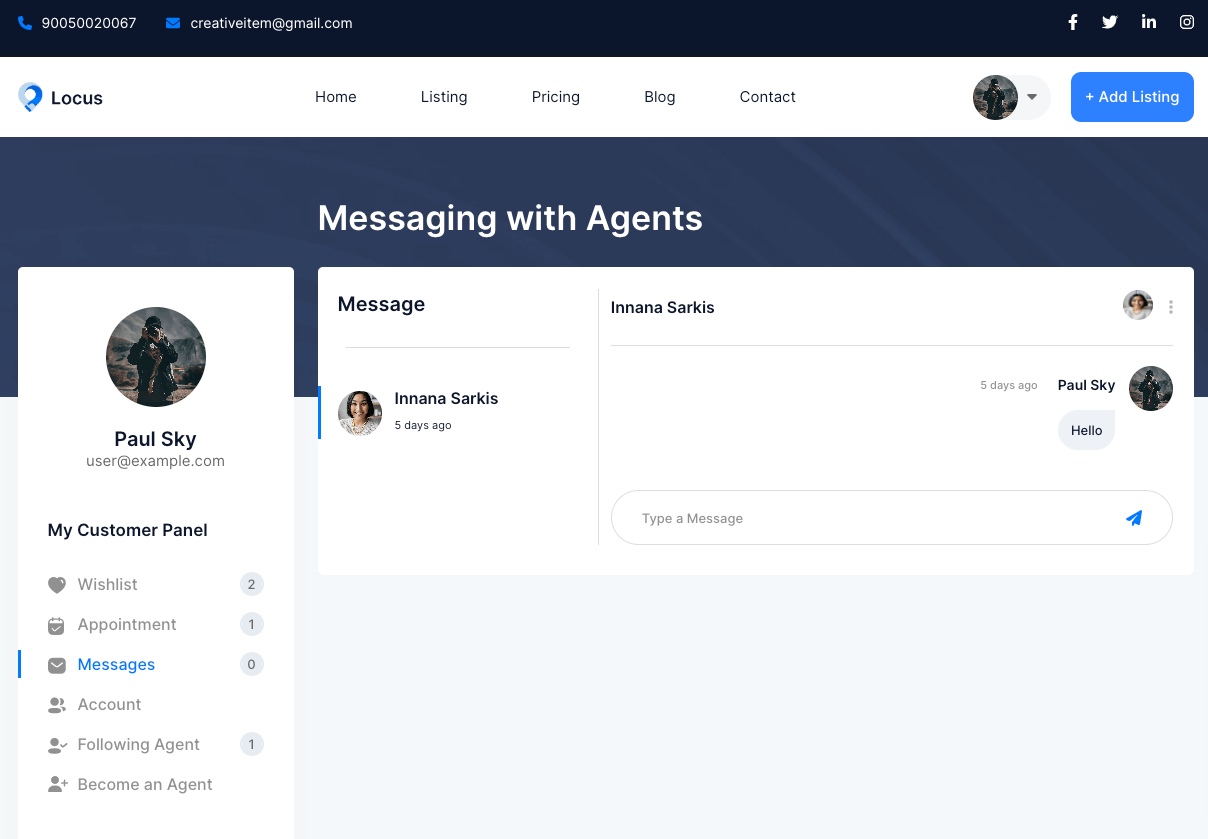 90050020067
creativeitem@gmail.com
Locus
Home
Listing
Pricing
Blog
Contact
+ Add Listing
Messaging with Agents
Paul Sky
user@example.com
My Customer Panel
Wishlist 2
Appointment 1
Messages 0
Account
Following Agent 1
Become an Agent
Message
Innana Sarkis
5 days ago
Innana Sarkis
5 days ago Paul Sky
Hello
Type a Message